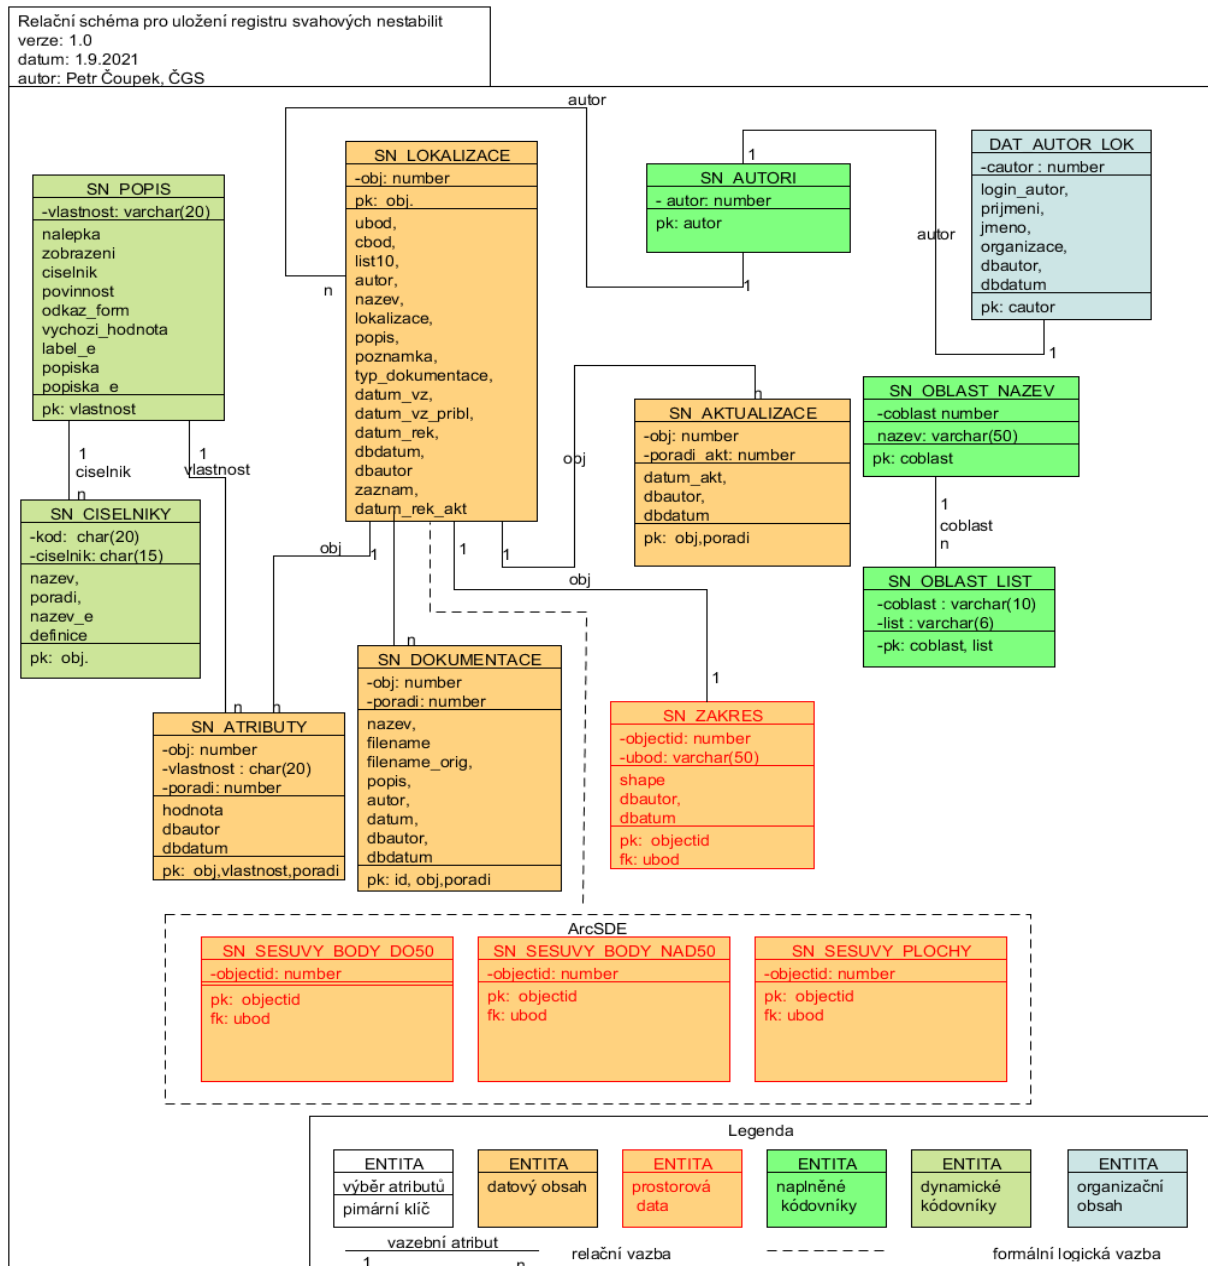 Relační schéma pro uložení registru svahových nestabilit
verze: 1.0
datum: 1.9.2021
autor: Petr Čoupek, ČGS
autor
SN_POPIS
-vlastnost: varchar(20)
nalepka
zobrazeni
ciselnik
povinnost
odkaz_form
vychozi_hodnota
label_e
popiska
popiska_e
pk: vlastnost
1
ciselnik
n
1
vlastnost
n
SN_CISELNIKY
-kod: char(20)
-ciselnik: char(15)
nazev,
poradi,
nazev_e
definice
pk: obj.
SN_LOKALIZACE
-obj: number
pk: obj.
ubod,
cbod,
list10,
autor,
nazev,
lokalizace,
popis,
poznamka,
typ_dokumentace,
datum_vz,
datum_vz_pribl,
datum_rek,
dbdatum,
dbautor
zaznam,
datum_rek_akt
n
1
SN_AUTORI
- autor: number
pk: autor
1
autor
DAT_AUTOR_LOK
-cautor : number
login_autor,
prijmeni,
jmeno,
organizace,
dbautor,
dbdatum
pk: cautor
1
obj
n
SN_AKTUALIZACE
-obj: number
-poradi_akt: number
datum_akt,
dbautor,
dbdatum
pk: obj,poradi
SN_OBLAST_NAZEV
-coblast number
nazev: varchar(50)
pk: coblast
1
coblast
n
SN_OBLAST_LIST
-coblast : varchar(10)
-list : varchar(6)
-pk: coblast, list
obj
1
1
1
obj
n
n
1
SN_ATRIBUTY
-obj: number
-vlastnost : char(20)
-poradi: number
hodnota
dbautor
dbdatum
pk: obj,vlastnost,poradi
SN_DOKUMENTACE
-obj: number
-poradi: number
nazev,
filename
filename_orig,
popis,
autor,
datum,
dbautor,
dbdatum
pk: id, obj,poradi
SN_ZAKRES
-objectid: number
-ubod: varchar(50)
shape
dbautor,
dbatum
pk: objectid
fk: ubod
ArcSDE
SN_SESUVY_BODY_DO50
-objectid: number
pk: objectid
fk: ubod
SN_SESUVY_BODY_NAD50
-objectid: number
pk: objectid
fk: ubod
SN_SESUVY_PLOCHY
-objectid: number
pk: objectid
fk: ubod
Legenda
ENTITA
výběr atributů
pimární klíč
ENTITA
datový obsah
ENTITA
prostorová
data
ENTITA
naplněné
kódovníky
ENTITA
dynamické
kódovníky
ENTITA
organizační
obsah
vazební atribut
1
n
relační vazba
formální logická vazba